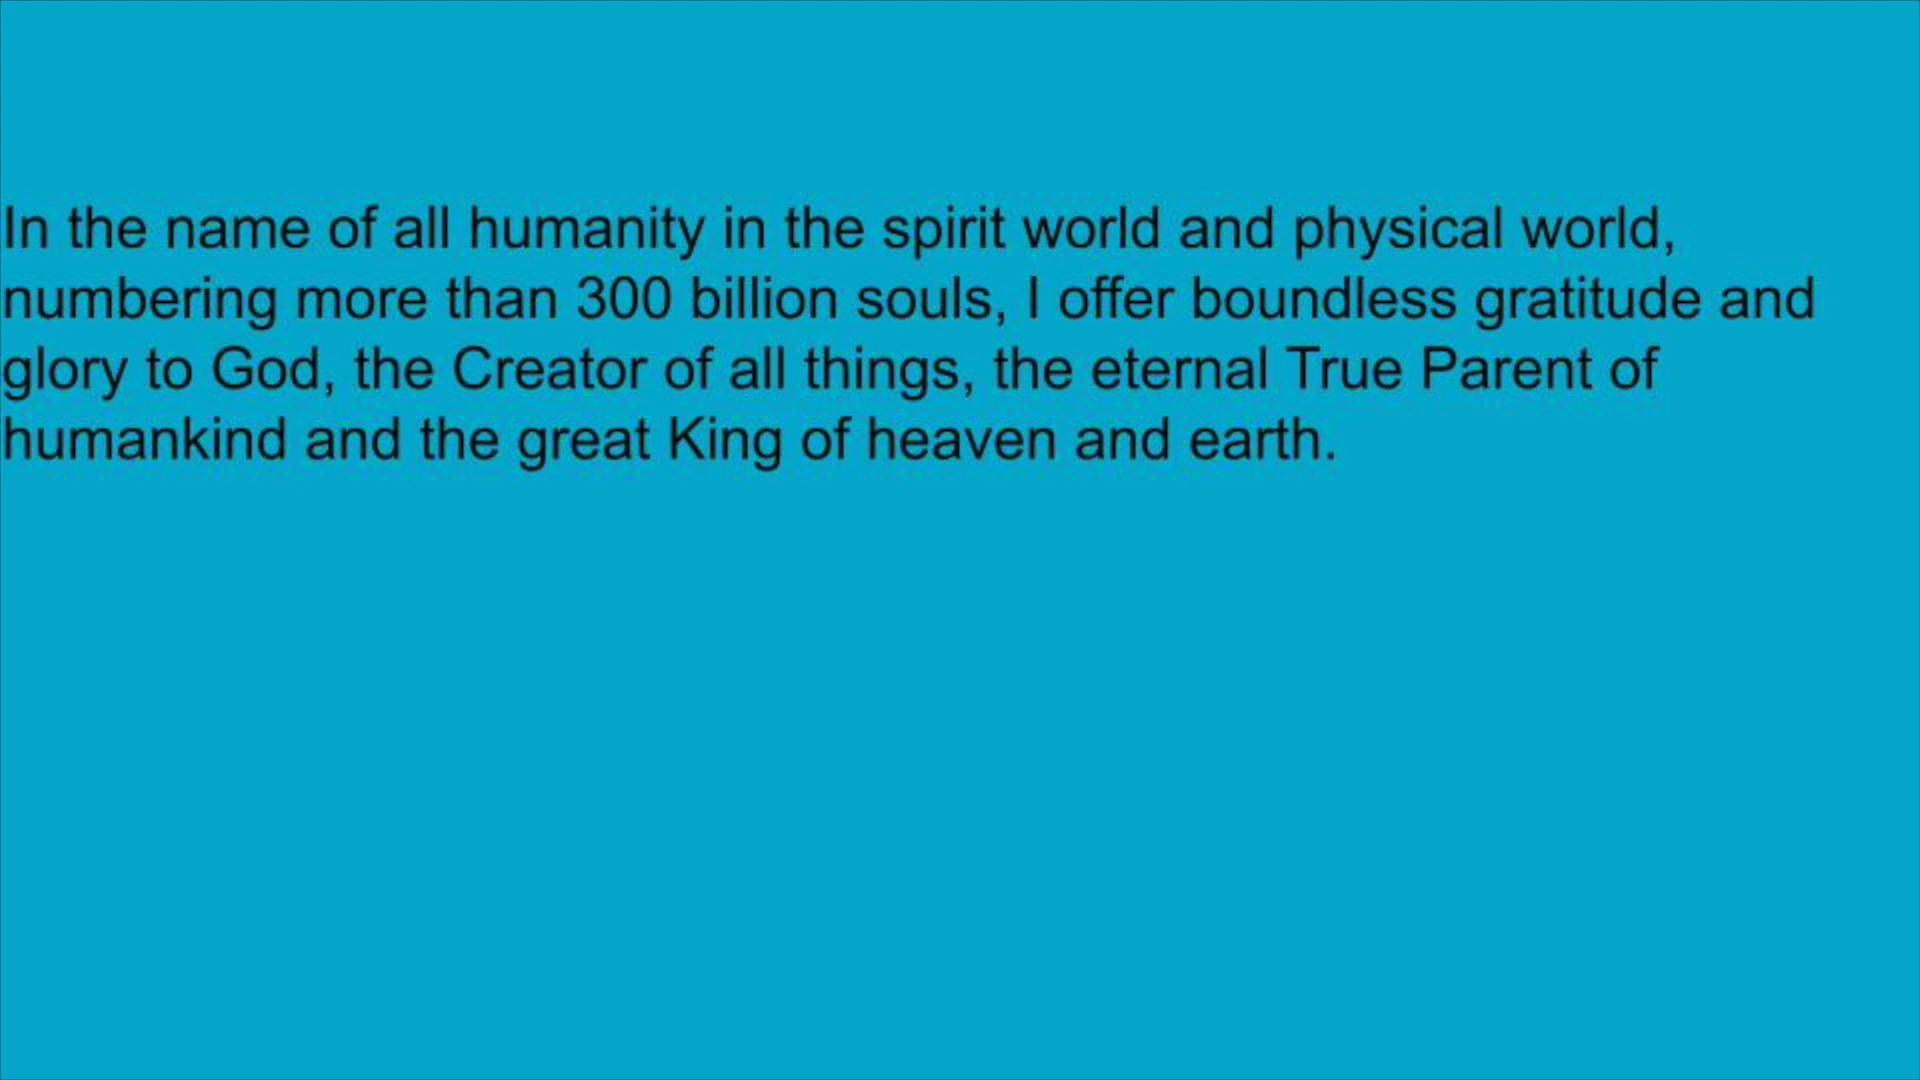 In the name of all humanity in the spirit world and physical world,
numbering more than 300 billion souls, I offer boundless gratitude and
glory to God, the Creator of all things, the eternal True Parent of
humankind and the great King of heaven and earth.